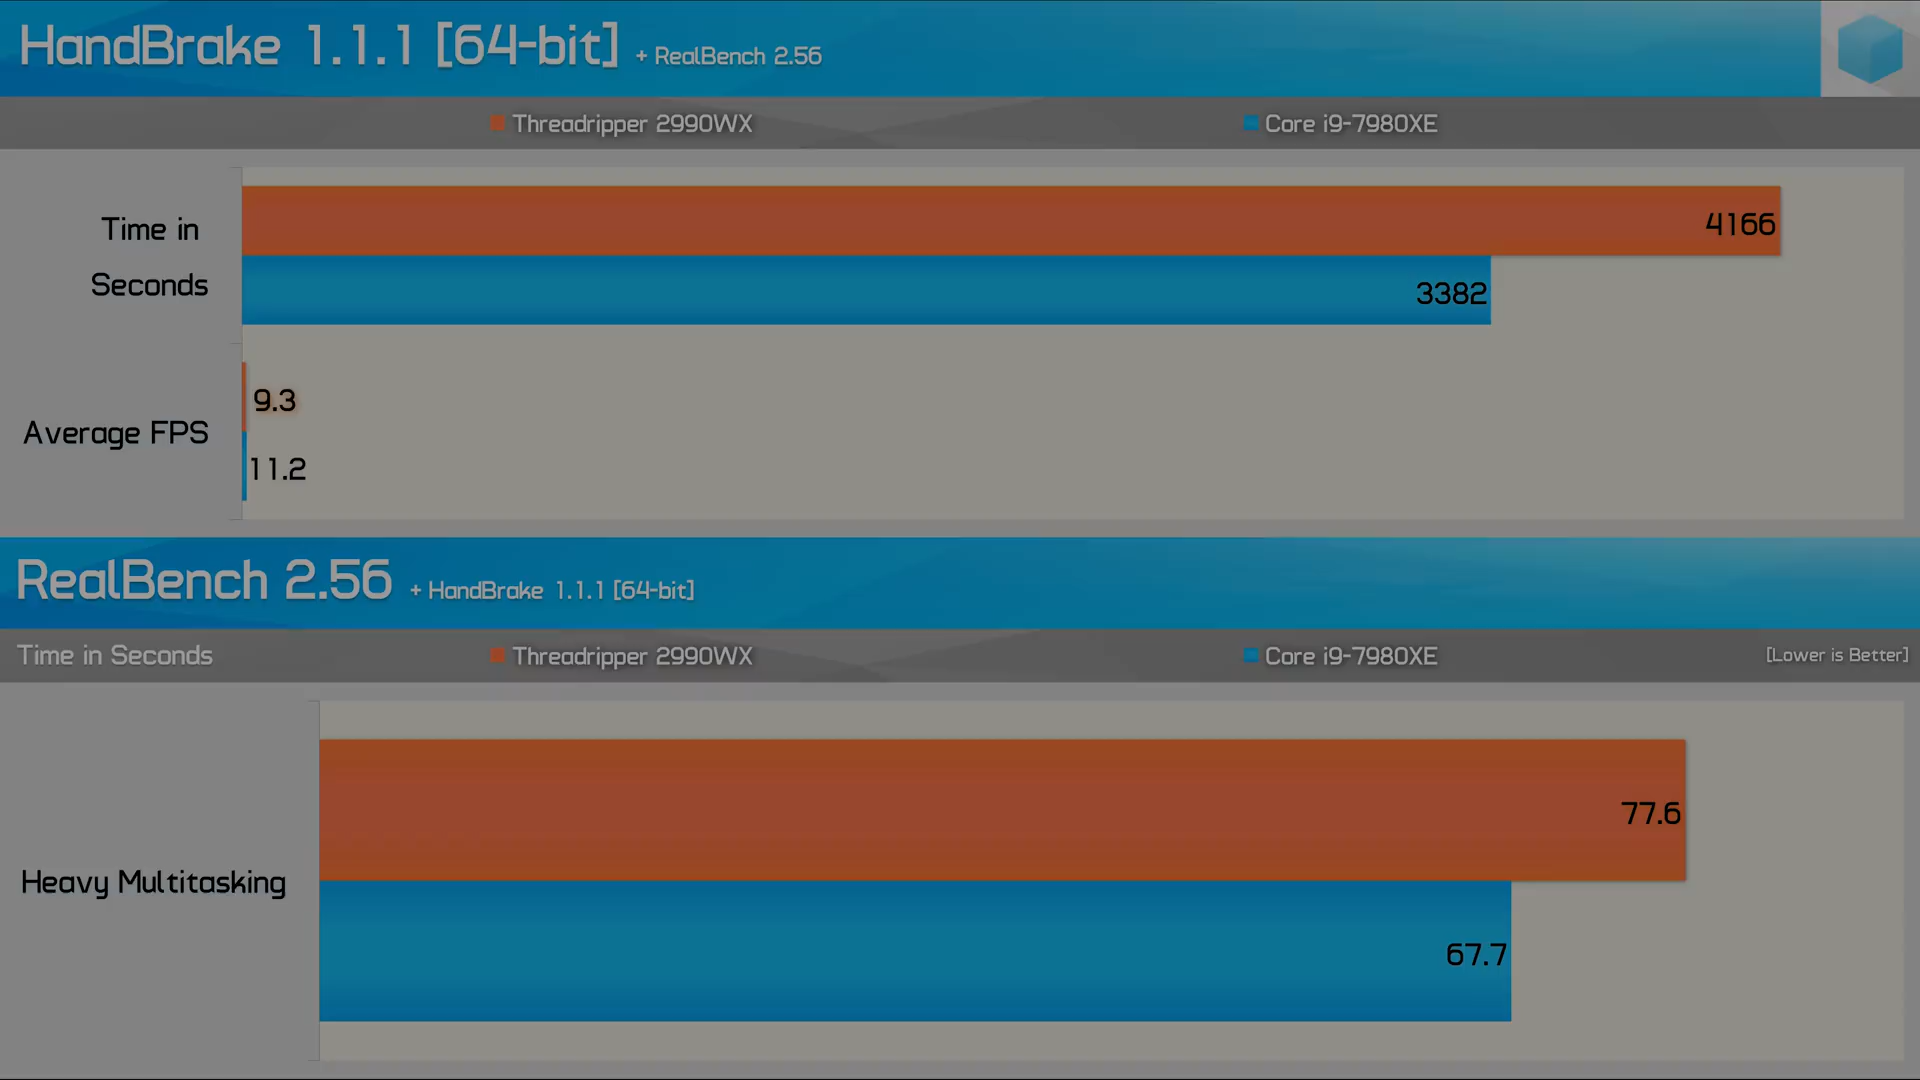 HandBrake 1.1.1 [64-bit] + RealBench 2.56
Threadripper 2990WX Core i9-7980XE
Time in
Seconds
4166
3382
Average FPS
9.3
11.2
RealBench 2.56 + HandBrake 1.1.1 [64-bit]
Time in Seconds Threadripper 2990WX Core i9-7980XE [Lower is Better]
Heavy Multitasking
77.6
67.7